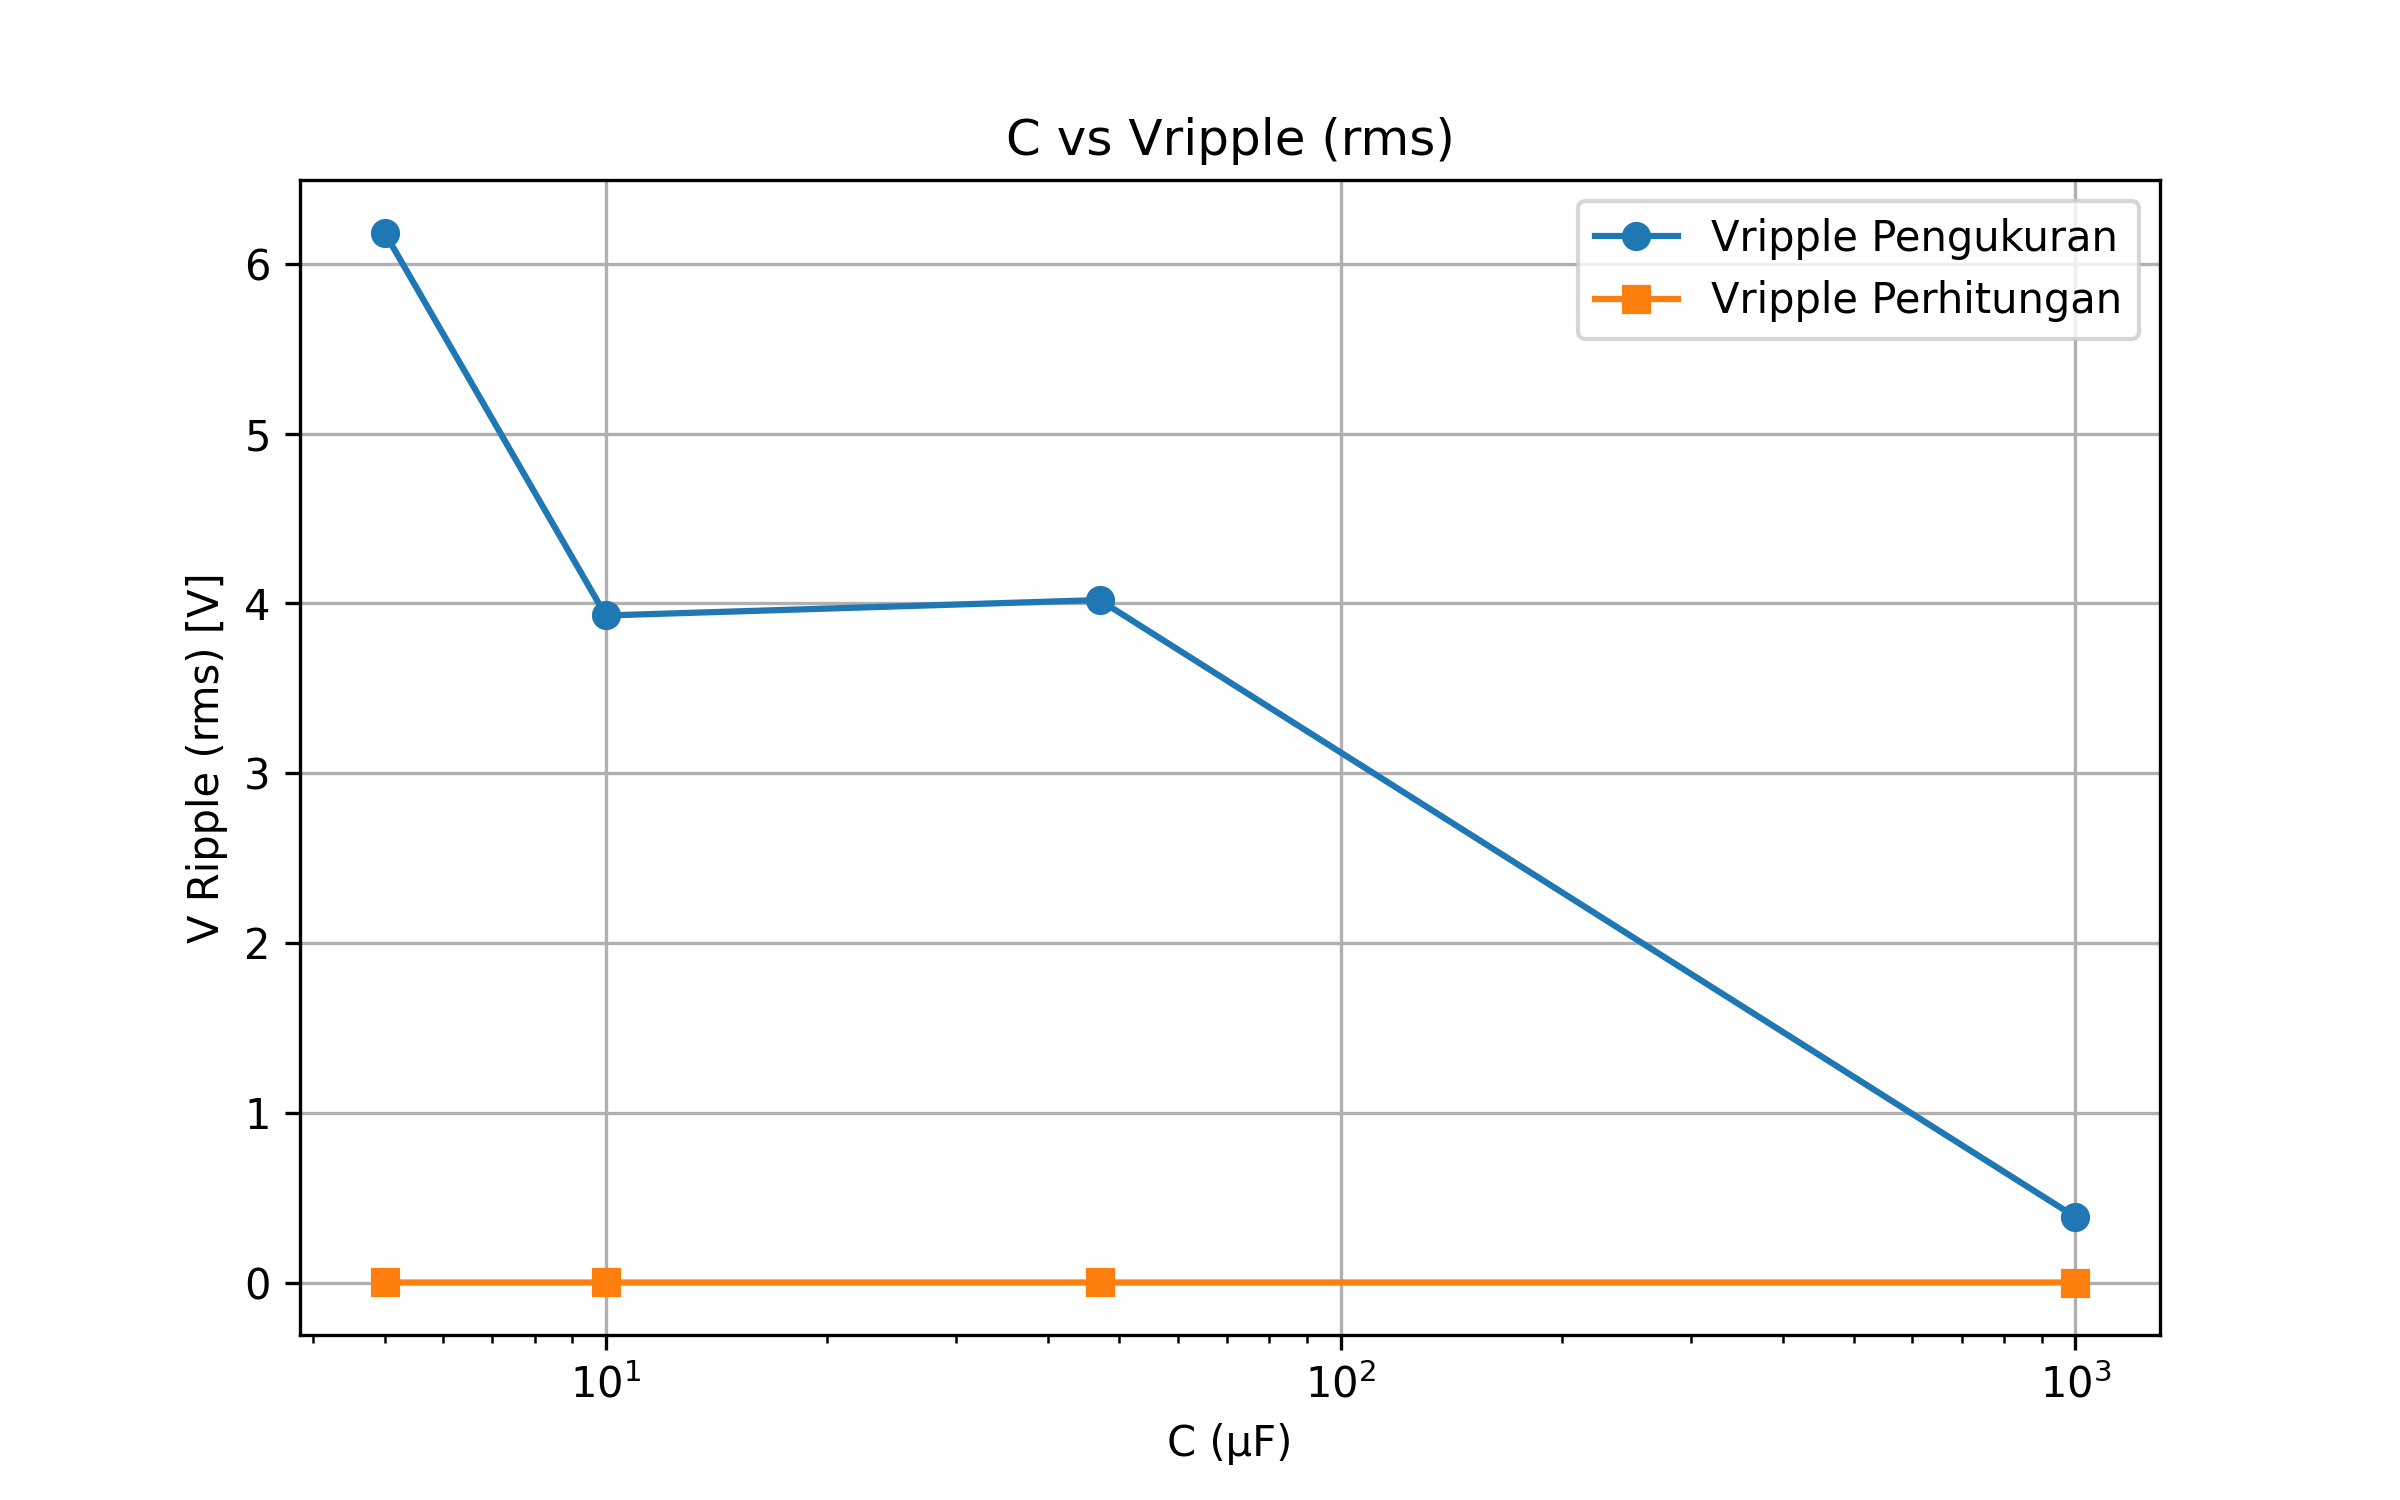 C vs Vripple (rms)
Vripple Pengukuran
Vripple Perhitungan
V Ripple (rms) [V]
6
5
4
3
2
1
0
10¹ 10² 10³
C (μF)